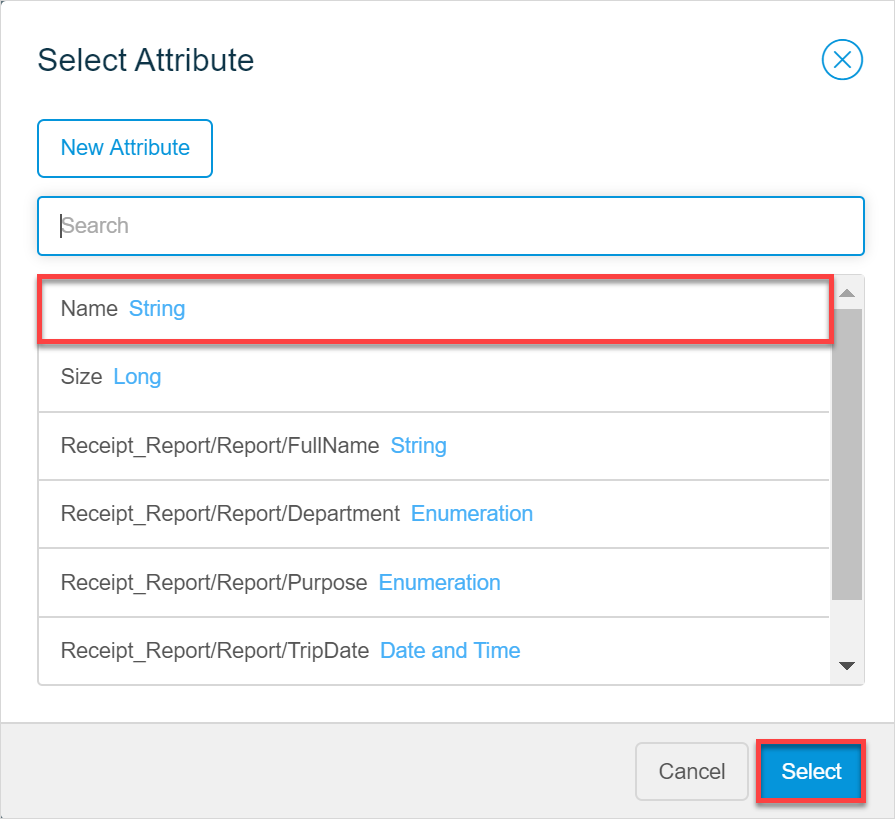 Select Attribute
New Attribute
Search
Name String
Size Long
Receipt_Report/Report/FullName String
Receipt_Report/Report/Department Enumeration
Receipt_Report/Report/Purpose Enumeration
Receipt_Report/Report/TripDate Date and Time
Cancel Select